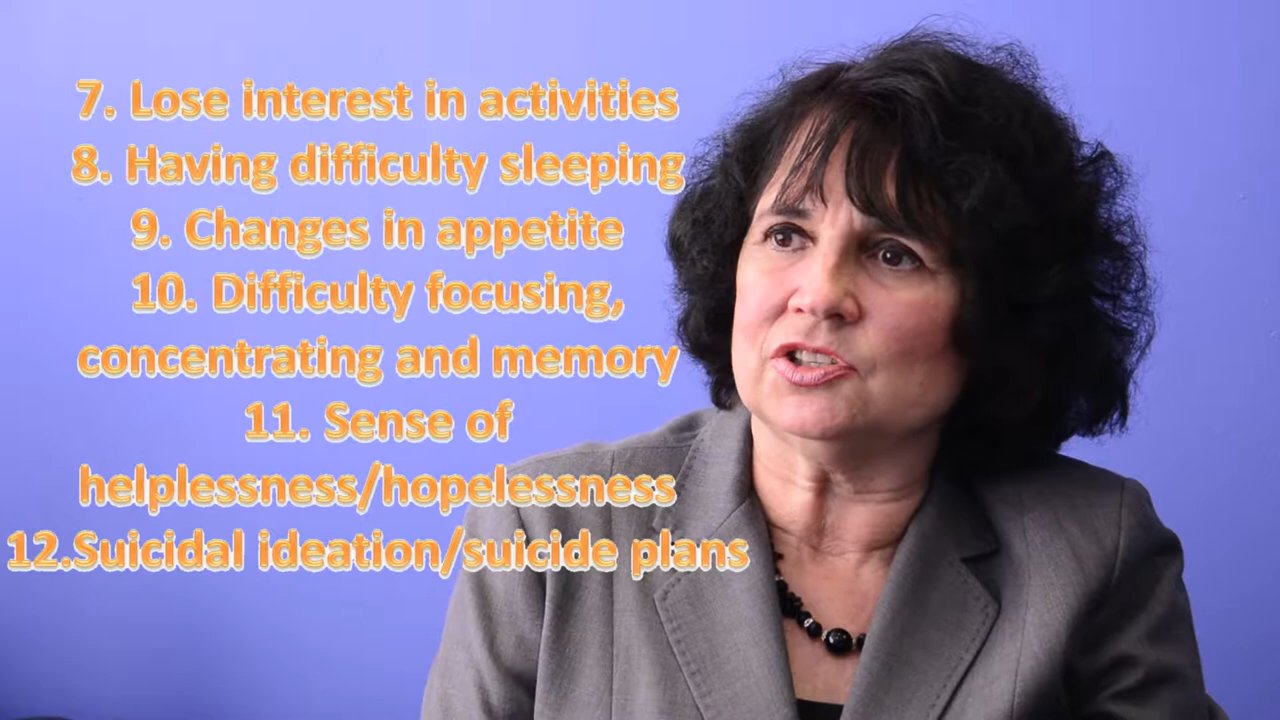 7. Lose interest in activities
8. Having difficulty sleeping
9. Changes in appetite
10. Difficulty focusing,
concentrating and memory
11. Sense of
helplessness/hopelessness
12.Suicidal ideation/suicide plans